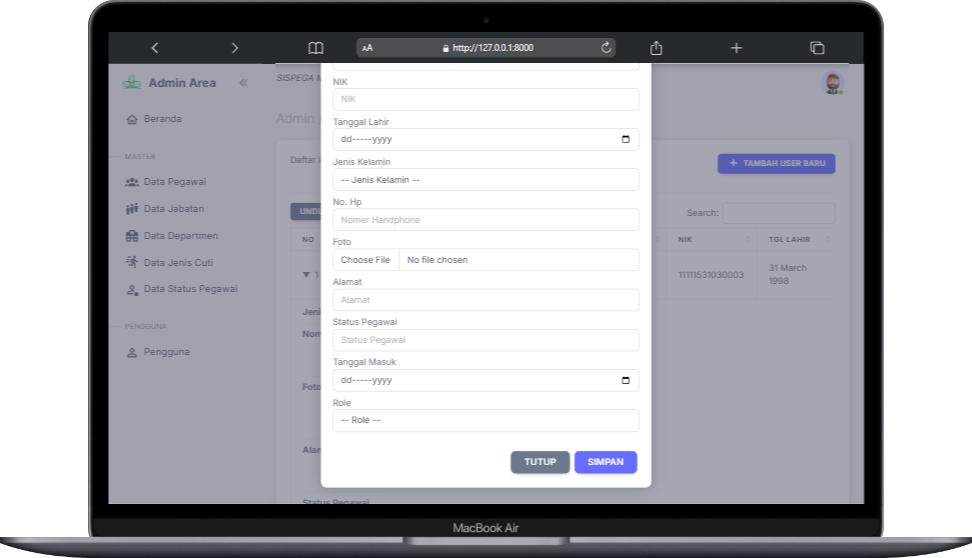 AA
http://127.0.0.1:8000
Admin Area
SISPEGA
Beranda
MASTER
Data Pegawai
Data Jabatan
Data Departmen
Data Jenis Cuti
Data Status Pegawai
PENGGUNA
Pengguna
Admin
Daftar
NIK
NIK
Tanggal Lahir
dd-----yyyy
Jenis Kelamin
-- Jenis Kelamin --
No. Hp
Nomer Handphone
Foto
Choose File No file chosen
Alamat
Alamat
Status Pegawai
Status Pegawai
Tanggal Masuk
dd-----yyyy
Role
-- Role --
TUTUP SIMPAN
+ TAMBAH USER BARU
Search:
NO
NIK TGL LAHIR
1
11111531030003
31 March
1998
Foto
Status Pegawai
MacBook Air